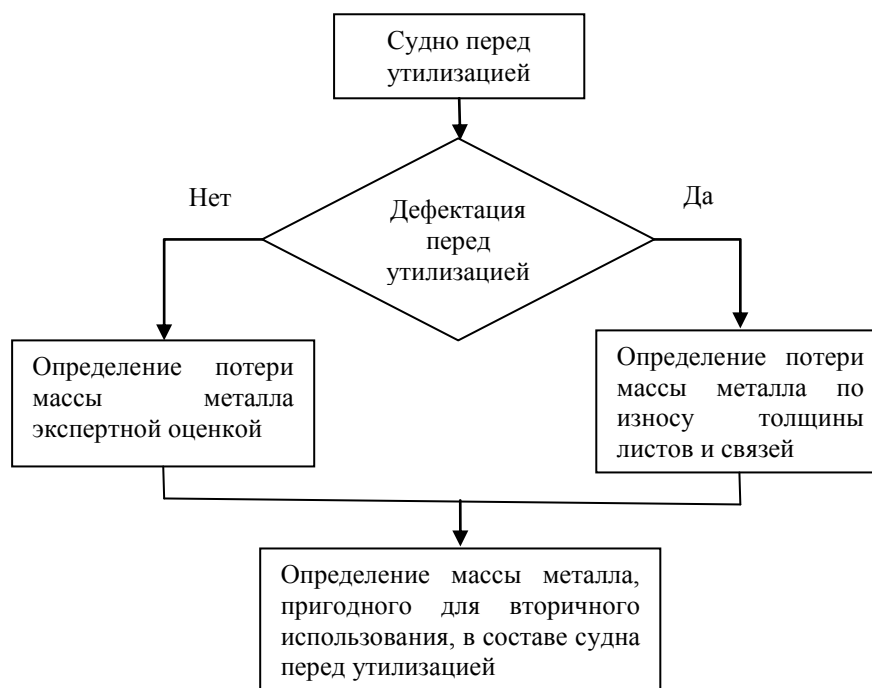 Судно перед
утилизацией
Нет
Да
Дефектация
перед
утилизацией
Определение потери
массы металла
экспертной оценкой
Определение потери
массы металла по
износу толщины
листов и связей
Определение массы металла,
пригодного для вторичного
использования, в составе судна
перед утилизацией